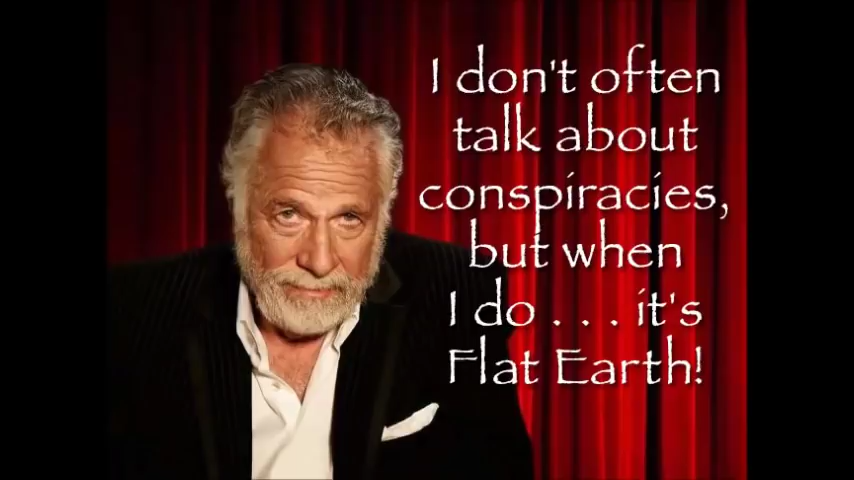 I don't often
talk about
conspiracies,
but when
I do . . . it's
Flat Earth!